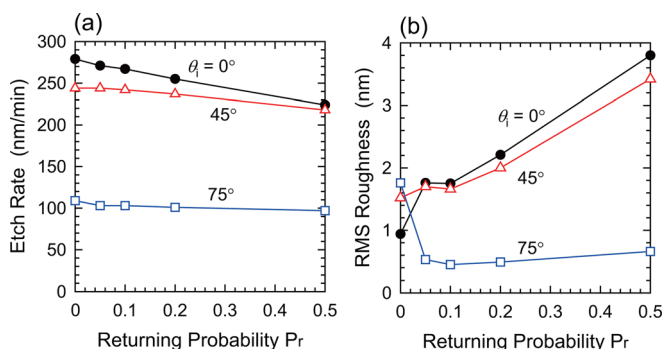 (a)
300
250
200
150
100
50
0
Etch Rate (nm/min)
θi = 0°
45°
75°
0 0.1 0.2 0.3 0.4 0.5
Returning Probability Pr
(b)
4
3
2
1
0
RMS Roughness (nm)
θi = 0°
45°
75°
0 0.1 0.2 0.3 0.4 0.5
Returning Probability Pr